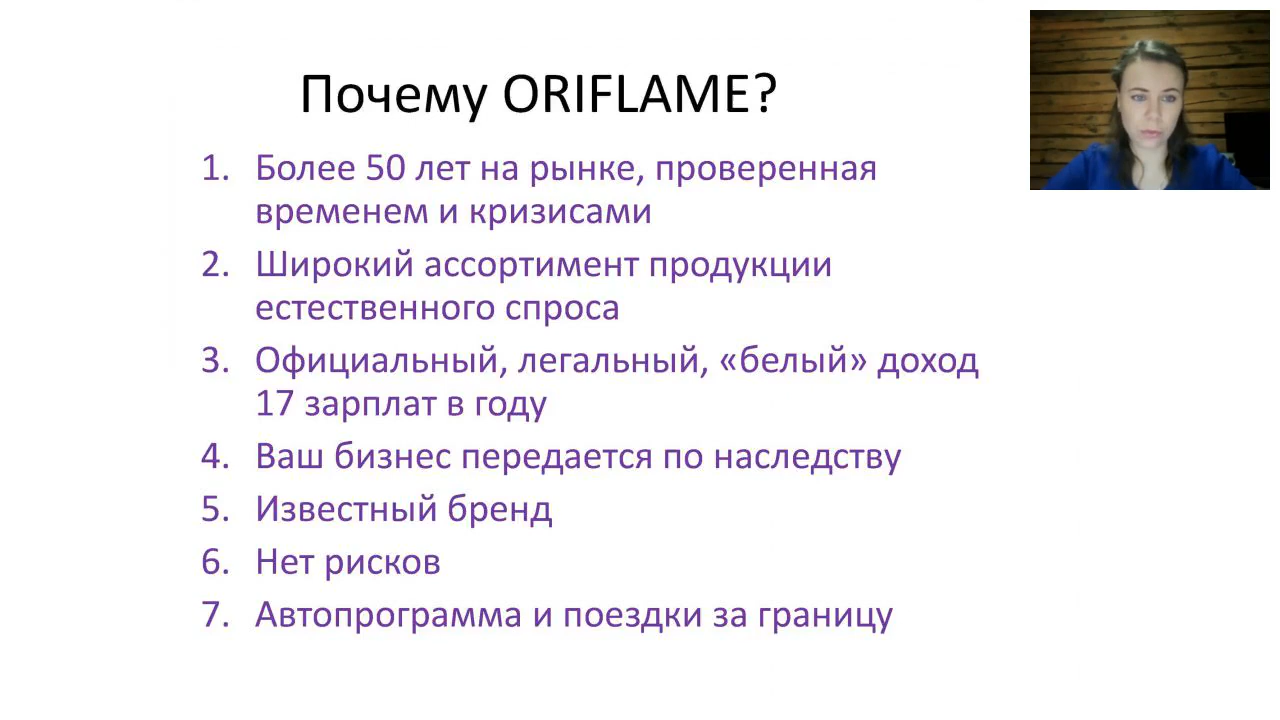 Почему ORIFLAME?
1. Более 50 лет на рынке, проверенная
временем и кризисами
2. Широкий ассортимент продукции
естественного спроса
3. Официальный, легальный, «белый» доход
17 зарплат в году
4. Ваш бизнес передается по наследству
5. Известный бренд
6. Нет рисков
7. Автопрограмма и поездки за границу